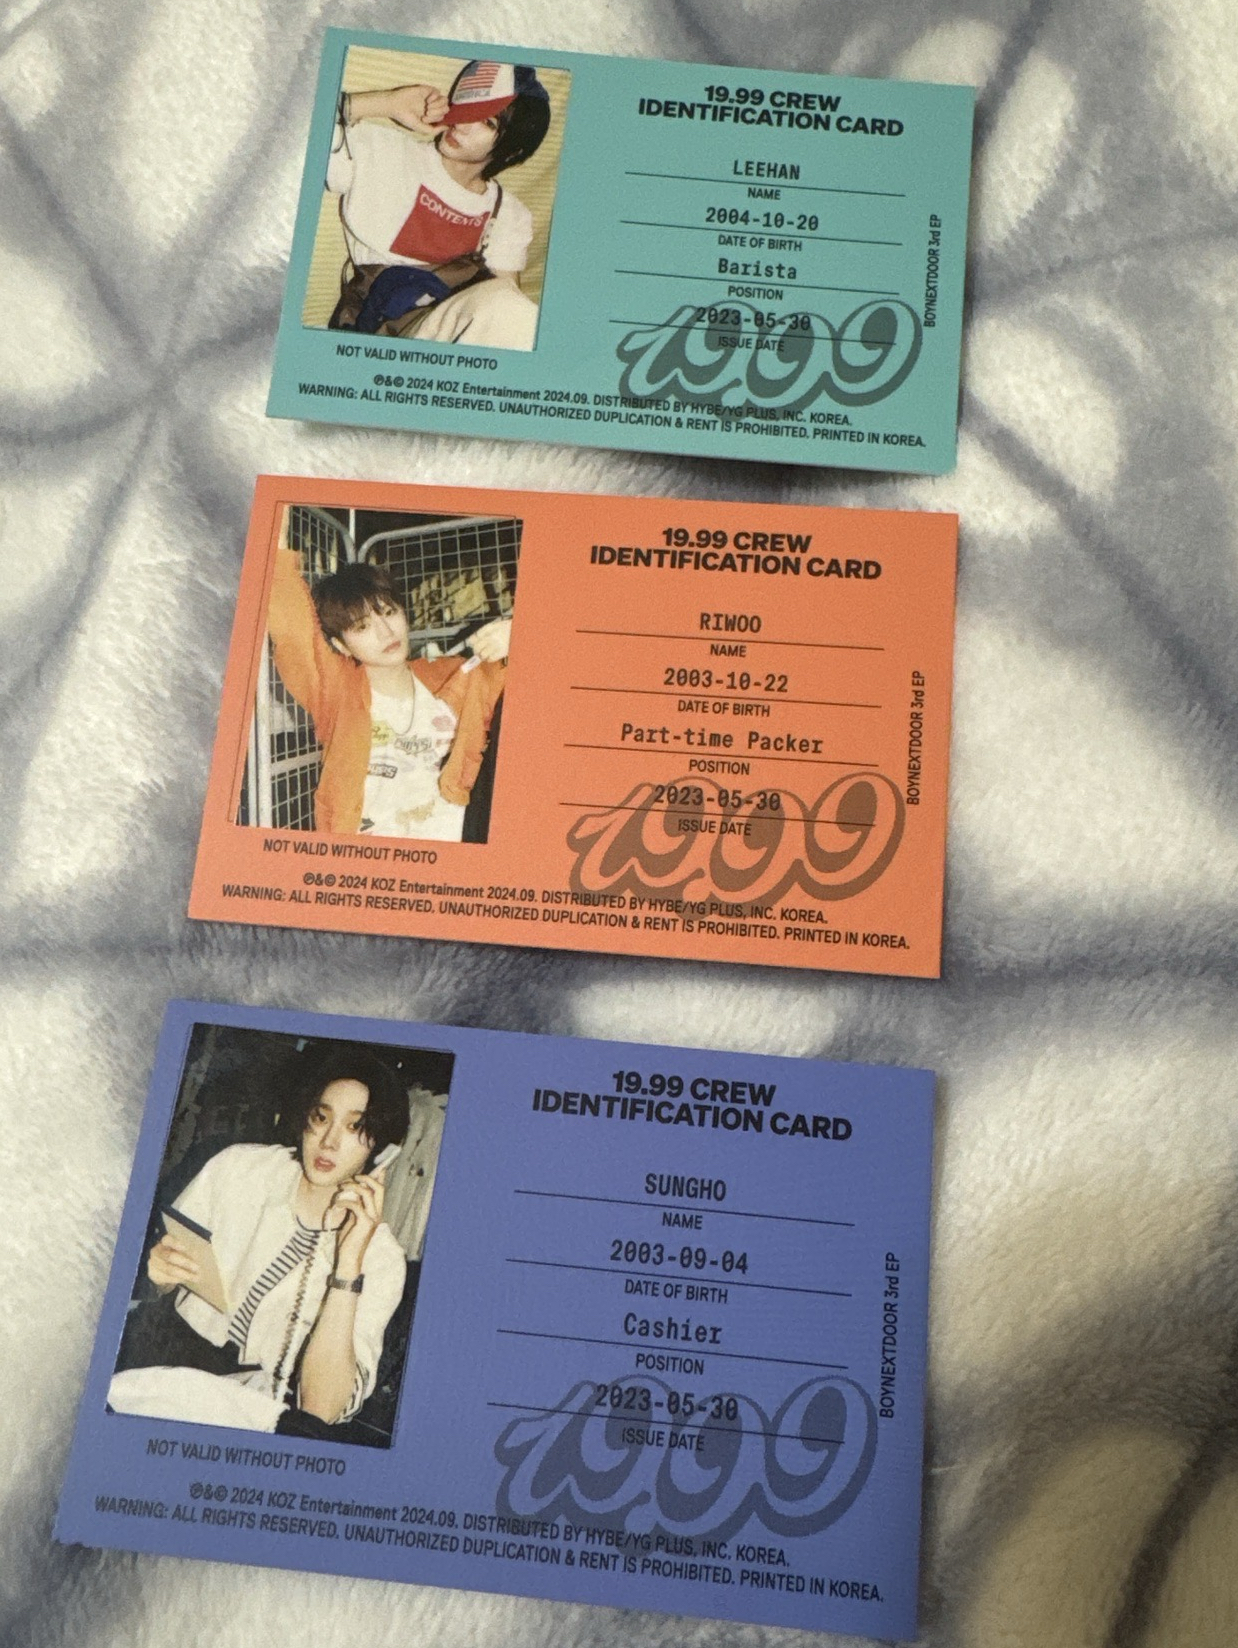 AMERICA
CONTENTS
19.99 CREW
IDENTIFICATION CARD
LEEHAN
NAME
2004-10-20
DATE OF BIRTH
Barista
POSITION
2023-05-30
ISSUE DATE
19.99
BOYNEXTDOOR 3rd EP
NOT VALID WITHOUT PHOTO
℗&© 2024 KOZ Entertainment 2024.09. DISTRIBUTED BY HYBE/YG PLUS, INC. KOREA.
WARNING: ALL RIGHTS RESERVED. UNAUTHORIZED DUPLICATION & RENT IS PROHIBITED. PRINTED IN KOREA.
19.99 CREW
IDENTIFICATION CARD
RIWOO
NAME
2003-10-22
DATE OF BIRTH
Part-time Packer
POSITION
2023-05-30
ISSUE DATE
19.99
BOYNEXTDOOR 3rd EP
NOT VALID WITHOUT PHOTO
℗&© 2024 KOZ Entertainment 2024.09. DISTRIBUTED BY HYBE/YG PLUS, INC. KOREA.
WARNING: ALL RIGHTS RESERVED. UNAUTHORIZED DUPLICATION & RENT IS PROHIBITED. PRINTED IN KOREA.
19.99 CREW
IDENTIFICATION CARD
SUNGHO
NAME
2003-09-04
DATE OF BIRTH
Cashier
POSITION
2023-05-30
ISSUE DATE
19.99
BOYNEXTDOOR 3rd EP
NOT VALID WITHOUT PHOTO
℗&© 2024 KOZ Entertainment 2024.09. DISTRIBUTED BY HYBE/YG PLUS, INC. KOREA.
WARNING: ALL RIGHTS RESERVED. UNAUTHORIZED DUPLICATION & RENT IS PROHIBITED. PRINTED IN KOREA.